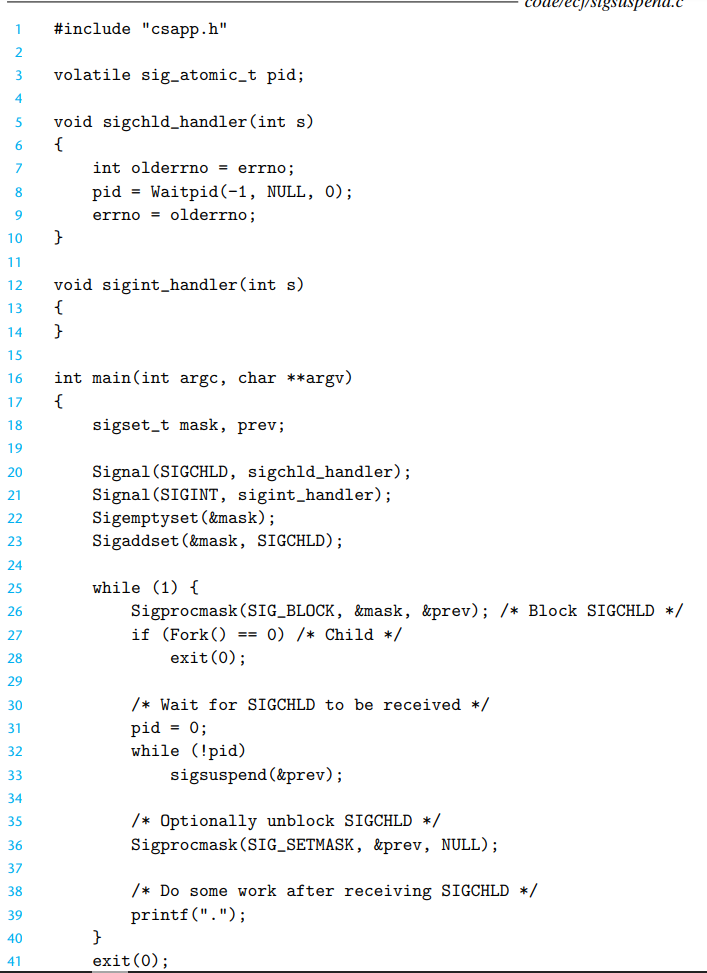 code/ecf/sigsuspend.c
1 #include "csapp.h"
2
3 volatile sig_atomic_t pid;
4
5 void sigchld_handler(int s)
6 {
7     int olderrno = errno;
8     pid = Waitpid(-1, NULL, 0);
9     errno = olderrno;
10 }
11
12 void sigint_handler(int s)
13 {
14 }
15
16 int main(int argc, char **argv)
17 {
18     sigset_t mask, prev;
19
20     Signal(SIGCHLD, sigchld_handler);
21     Signal(SIGINT, sigint_handler);
22     Sigemptyset(&mask);
23     Sigaddset(&mask, SIGCHLD);
24
25     while (1) {
26         Sigprocmask(SIG_BLOCK, &mask, &prev); /* Block SIGCHLD */
27         if (Fork() == 0) /* Child */
28             exit(0);
29
30         /* Wait for SIGCHLD to be received */
31         pid = 0;
32         while (!pid)
33             sigsuspend(&prev);
34
35         /* Optionally unblock SIGCHLD */
36         Sigprocmask(SIG_SETMASK, &prev, NULL);
37
38         /* Do some work after receiving SIGCHLD */
39         printf(".");
40     }
41     exit(0);